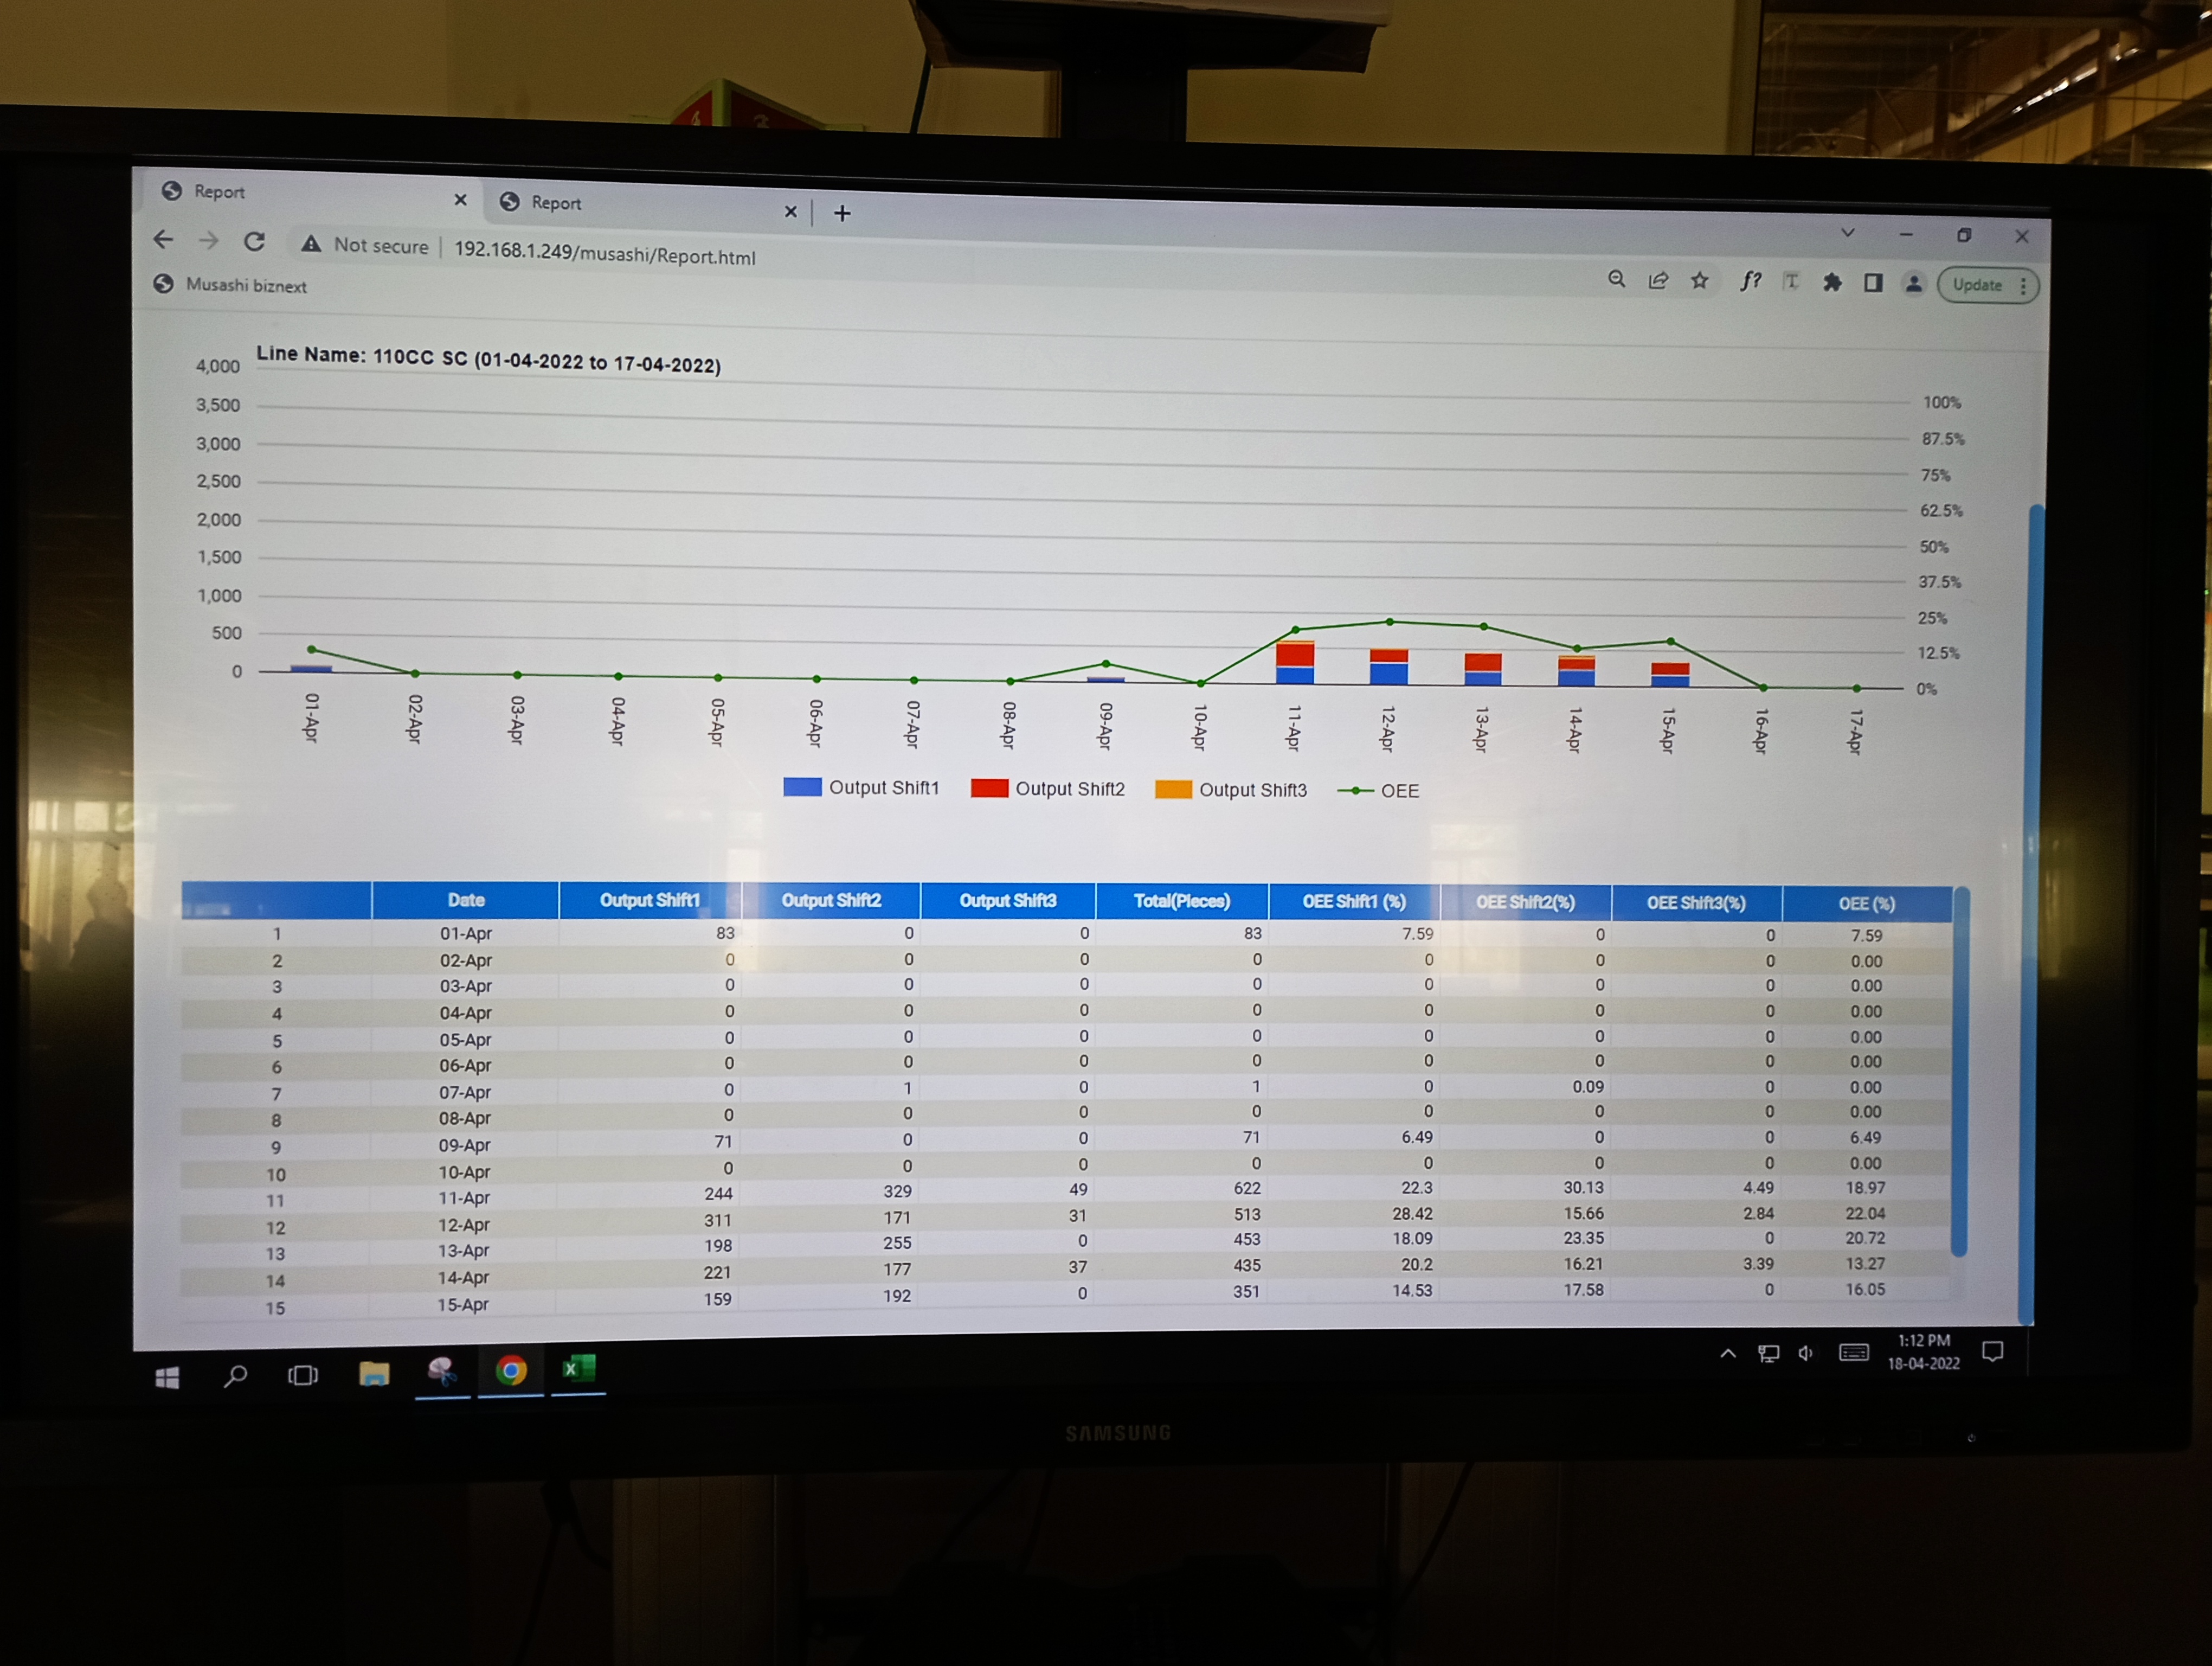 Report
Report
Not secure
192.168.1.249/musashi/Report.html
Update
Musashi biznext
Line Name: 110CC SC (01-04-2022 to 17-04-2022)
4,000
3,500
3,000
2,500
2,000
1,500
1,000
500
0
100%
87.5%
75%
62.5%
50%
37.5%
25%
12.5%
0%
01-Apr 02-Apr 03-Apr 04-Apr 05-Apr 06-Apr 07-Apr 08-Apr 09-Apr 10-Apr 11-Apr 12-Apr 13-Apr 14-Apr 15-Apr 16-Apr 17-Apr
Output Shift1 Output Shift2 Output Shift3 OEE
Date Output Shift1 Output Shift2 Output Shift3 Total(Pieces) OEE Shift1 (%) OEE Shift2(%) OEE Shift3(%) OEE (%)
1 01-Apr 83 0 0 83 7.59 0 0 7.59
2 02-Apr 0 0 0 0 0 0 0 0.00
3 03-Apr 0 0 0 0 0 0 0 0.00
4 04-Apr 0 0 0 0 0 0 0 0.00
5 05-Apr 0 0 0 0 0 0 0 0.00
6 06-Apr 0 0 0 0 0 0 0 0.00
7 07-Apr 0 1 0 1 0 0.09 0 0.00
8 08-Apr 0 0 0 0 0 0 0 0.00
9 09-Apr 71 0 0 71 6.49 0 0 6.49
10 10-Apr 0 0 0 0 0 0 0 0.00
11 11-Apr 244 329 49 622 22.3 30.13 4.49 18.97
12 12-Apr 311 171 31 513 28.42 15.66 2.84 22.04
13 13-Apr 198 255 0 453 18.09 23.35 0 20.72
14 14-Apr 221 177 37 435 20.2 16.21 3.39 13.27
15 15-Apr 159 192 0 351 14.53 17.58 0 16.05
1:12 PM
18-04-2022
SAMSUNG